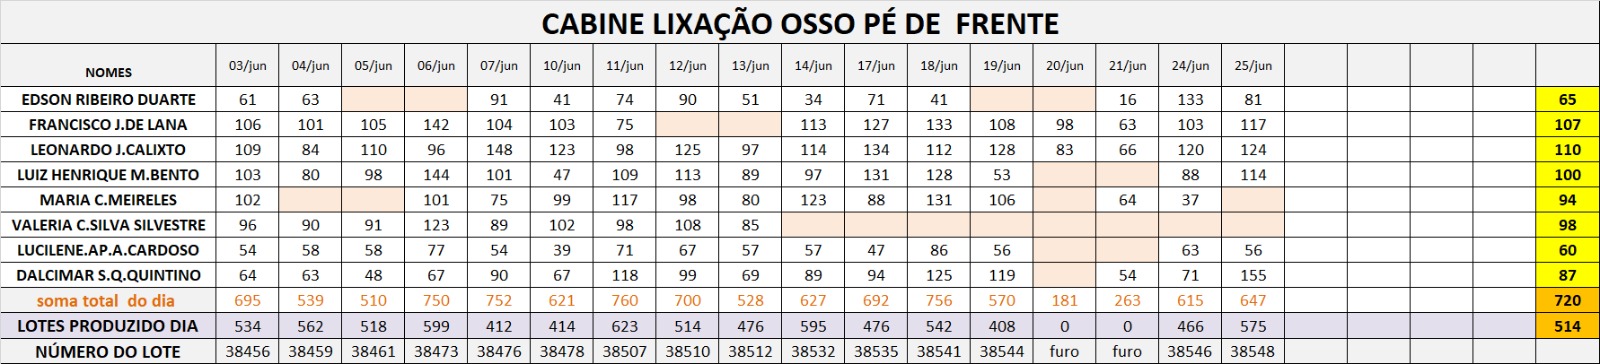 CABINE LIXAÇÃO OSSO PÉ DE FRENTE
NOMES 03/jun 04/jun 05/jun 06/jun 07/jun 10/jun 11/jun 12/jun 13/jun 14/jun 17/jun 18/jun 19/jun 20/jun 21/jun 24/jun 25/jun
EDSON RIBEIRO DUARTE 61 63 91 41 74 90 51 34 71 41 16 133 81 65
FRANCISCO J.DE LANA 106 101 105 142 104 103 75 113 127 133 108 98 63 103 117 107
LEONARDO J.CALIXTO 109 84 110 96 148 123 98 125 97 114 134 112 128 83 66 120 124 110
LUIZ HENRIQUE M.BENTO 103 80 98 144 101 47 109 113 89 97 131 128 53 88 114 100
MARIA C.MEIRELES 102 101 75 99 117 98 80 123 88 131 106 64 37 94
VALERIA C.SILVA SILVESTRE 96 90 91 123 89 102 98 108 85 98
LUCILENE.AP.A.CARDOSO 54 58 58 77 54 39 71 67 57 57 47 86 56 63 56 60
DALCIMAR S.Q.QUINTINO 64 63 48 67 90 67 118 99 69 89 94 125 119 54 71 155 87
soma total do dia 695 539 510 750 752 621 760 700 528 627 692 756 570 181 263 615 647 720
LOTES PRODUZIDO DIA 534 562 518 599 412 414 623 514 476 595 476 542 408 0 0 466 575 514
NÚMERO DO LOTE 38456 38459 38461 38473 38476 38478 38507 38510 38512 38532 38535 38541 38544 furo furo 38546 38548